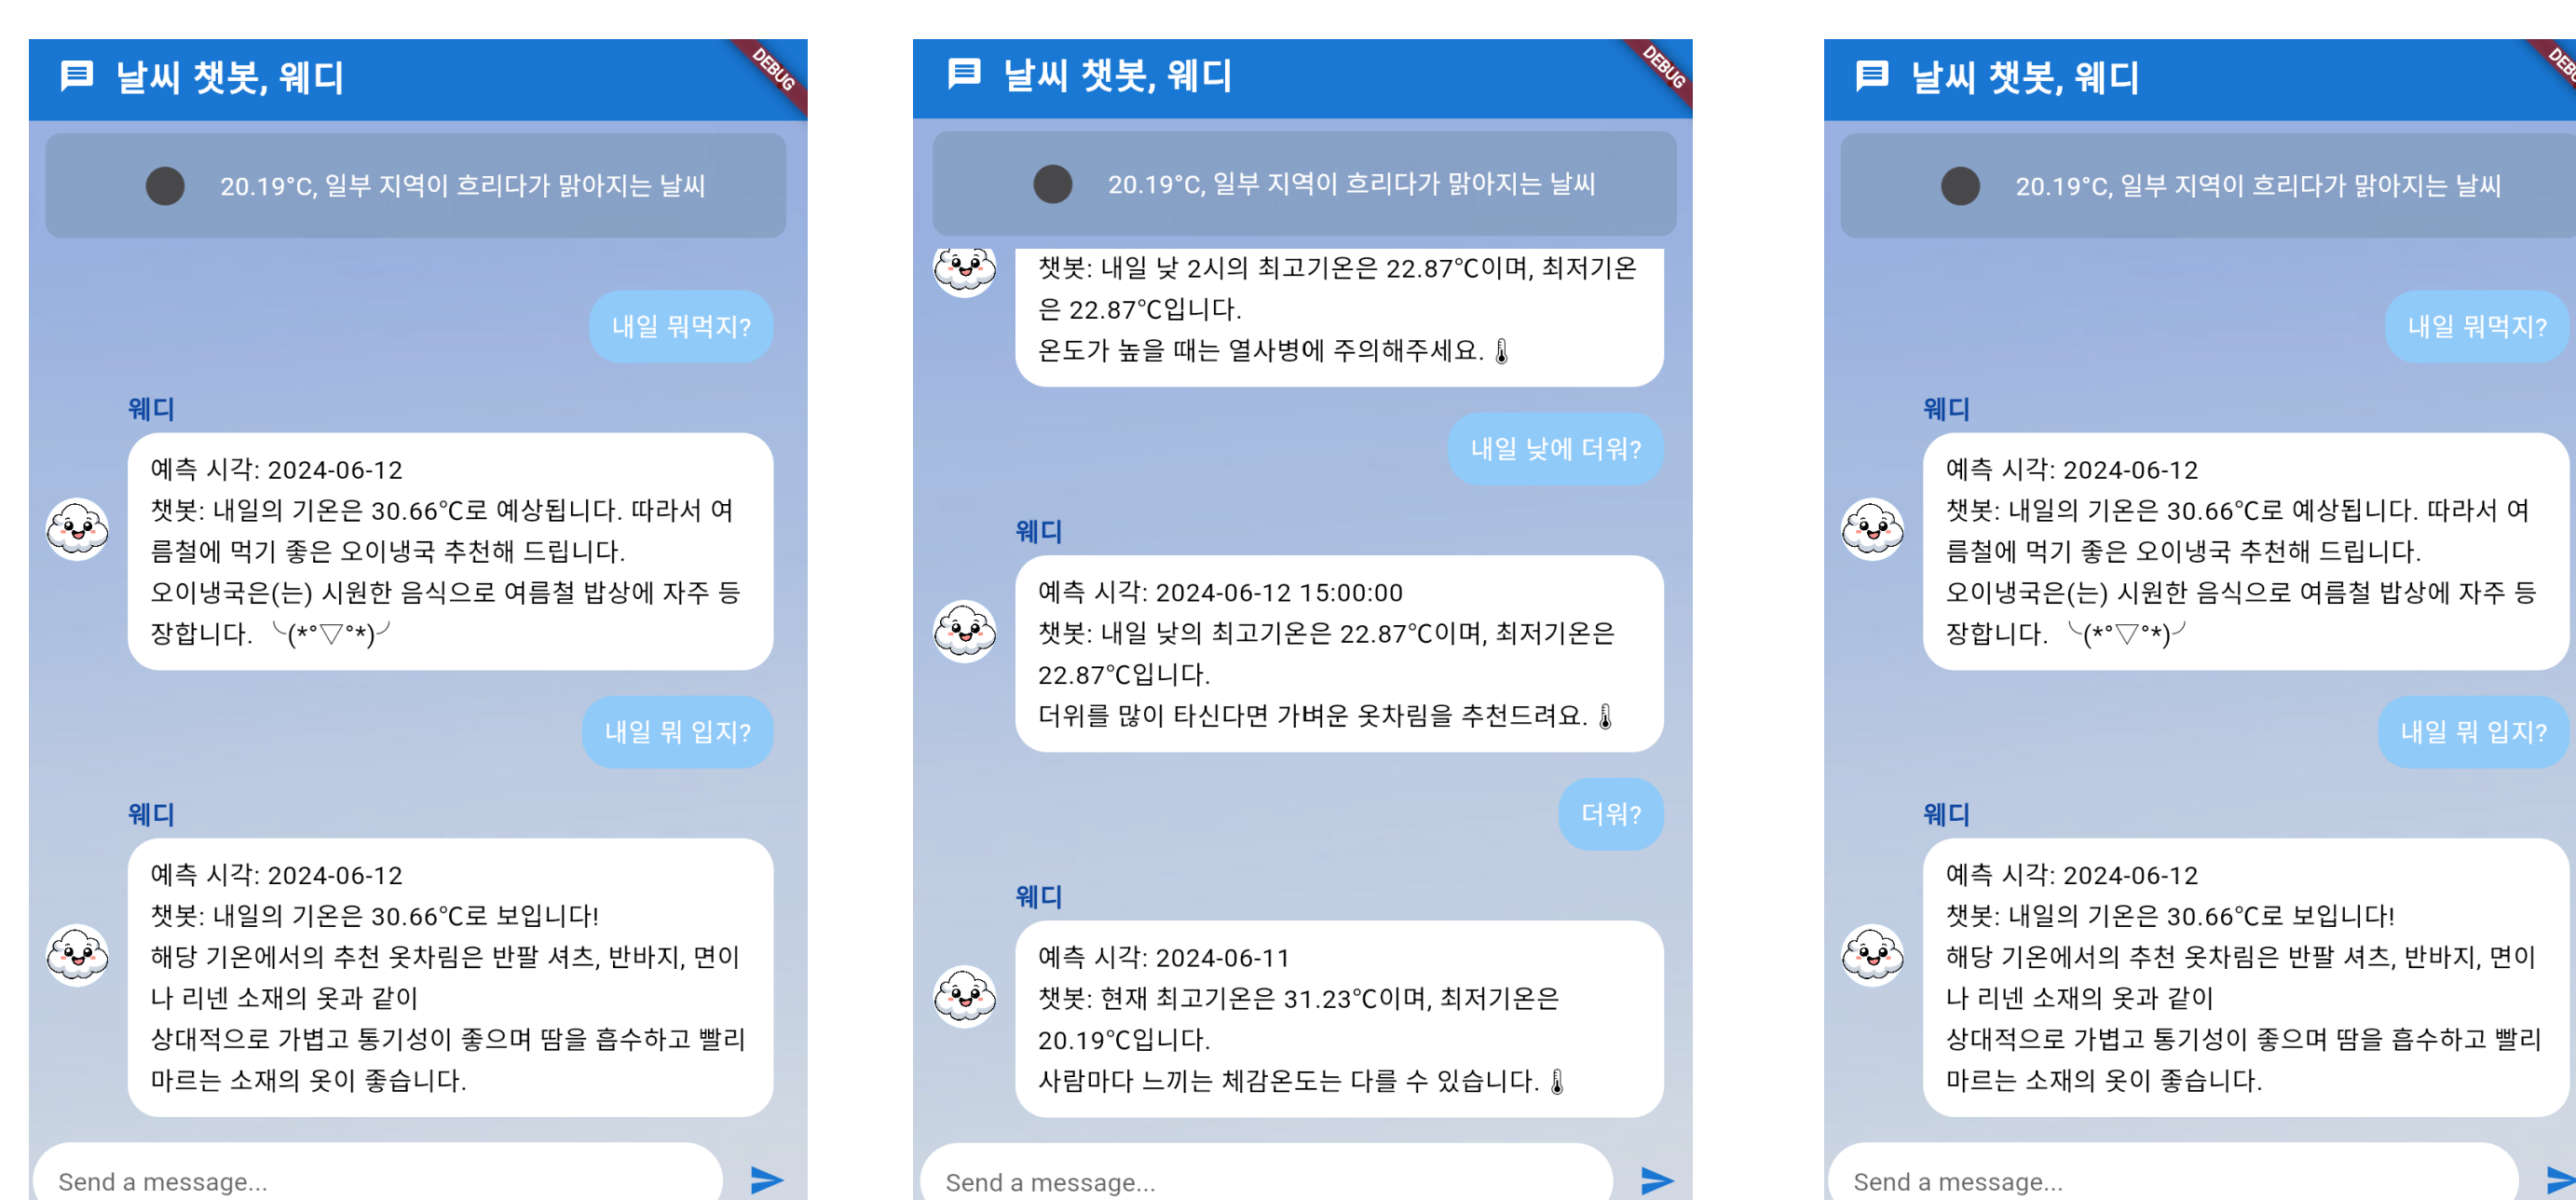 날씨 챗봇, 웨디
DEBUG
20.19°C, 일부 지역이 흐리다가 맑아지는 날씨
내일 뭐먹지?
웨디
예측 시각: 2024-06-12
챗봇: 내일의 기온은 30.66℃로 예상됩니다. 따라서 여
름철에 먹기 좋은 오이냉국 추천해 드립니다.
오이냉국은(는) 시원한 음식으로 여름철 밥상에 자주 등
장합니다. ╰(*°▽°*)╯
내일 뭐 입지?
웨디
예측 시각: 2024-06-12
챗봇: 내일의 기온은 30.66℃로 보입니다!
해당 기온에서의 추천 옷차림은 반팔 셔츠, 반바지, 면이
나 리넨 소재의 옷과 같이
상대적으로 가볍고 통기성이 좋으며 땀을 흡수하고 빨리
마르는 소재의 옷이 좋습니다.
Send a message...
날씨 챗봇, 웨디
DEBUG
20.19°C, 일부 지역이 흐리다가 맑아지는 날씨
챗봇: 내일 낮 2시의 최고기온은 22.87℃이며, 최저기온
은 22.87℃입니다.
온도가 높을 때는 열사병에 주의해주세요.🌡
내일 낮에 더워?
웨디
예측 시각: 2024-06-12 15:00:00
챗봇: 내일 낮의 최고기온은 22.87℃이며, 최저기온은
22.87℃입니다.
더위를 많이 타신다면 가벼운 옷차림을 추천드려요.🌡
더워?
웨디
예측 시각: 2024-06-11
챗봇: 현재 최고기온은 31.23℃이며, 최저기온은
20.19℃입니다.
사람마다 느끼는 체감온도는 다를 수 있습니다.🌡
Send a message...
날씨 챗봇, 웨디
DEBU
20.19°C, 일부 지역이 흐리다가 맑아지는 날씨
내일 뭐먹지?
웨디
예측 시각: 2024-06-12
챗봇: 내일의 기온은 30.66℃로 예상됩니다. 따라서 여
름철에 먹기 좋은 오이냉국 추천해 드립니다.
오이냉국은(는) 시원한 음식으로 여름철 밥상에 자주 등
장합니다. ╰(*°▽°*)╯
내일 뭐 입지?
웨디
예측 시각: 2024-06-12
챗봇: 내일의 기온은 30.66℃로 보입니다!
해당 기온에서의 추천 옷차림은 반팔 셔츠, 반바지, 면이
나 리넨 소재의 옷과 같이
상대적으로 가볍고 통기성이 좋으며 땀을 흡수하고 빨리
마르는 소재의 옷이 좋습니다.
Send a message...